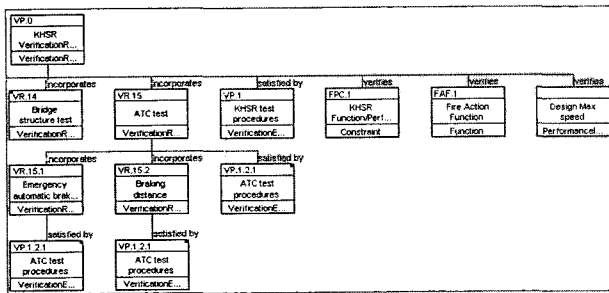 VP.0
KHSR
VerificationR...
VerificationR...
incorporates
incorporates
satisfied by
verifies
verifies
verifies
VR.14
Bridge
structure test
VerificationR...
VR.15
ATC test
VerificationR...
VP.1
KHSR test
procedures
VerificationE...
FPC.1
KHSR
Function/Perf...
Constraint
FAF.1
Fire Action
Function
Function
Design Max
speed
PerformanceI...
incorporates
incorporates
satisfied by
VR.15.1
Emergency
automatic brak...
VerificationR...
VR.15.2
Braking
distance
VerificationR...
VP.1.2.1
ATC test
procedures
VerificationE...
satisfied by
satisfied by
VP.1.2.1
ATC test
procedures
VerificationE...
VP.1.2.1
ATC test
procedures
VerificationE...